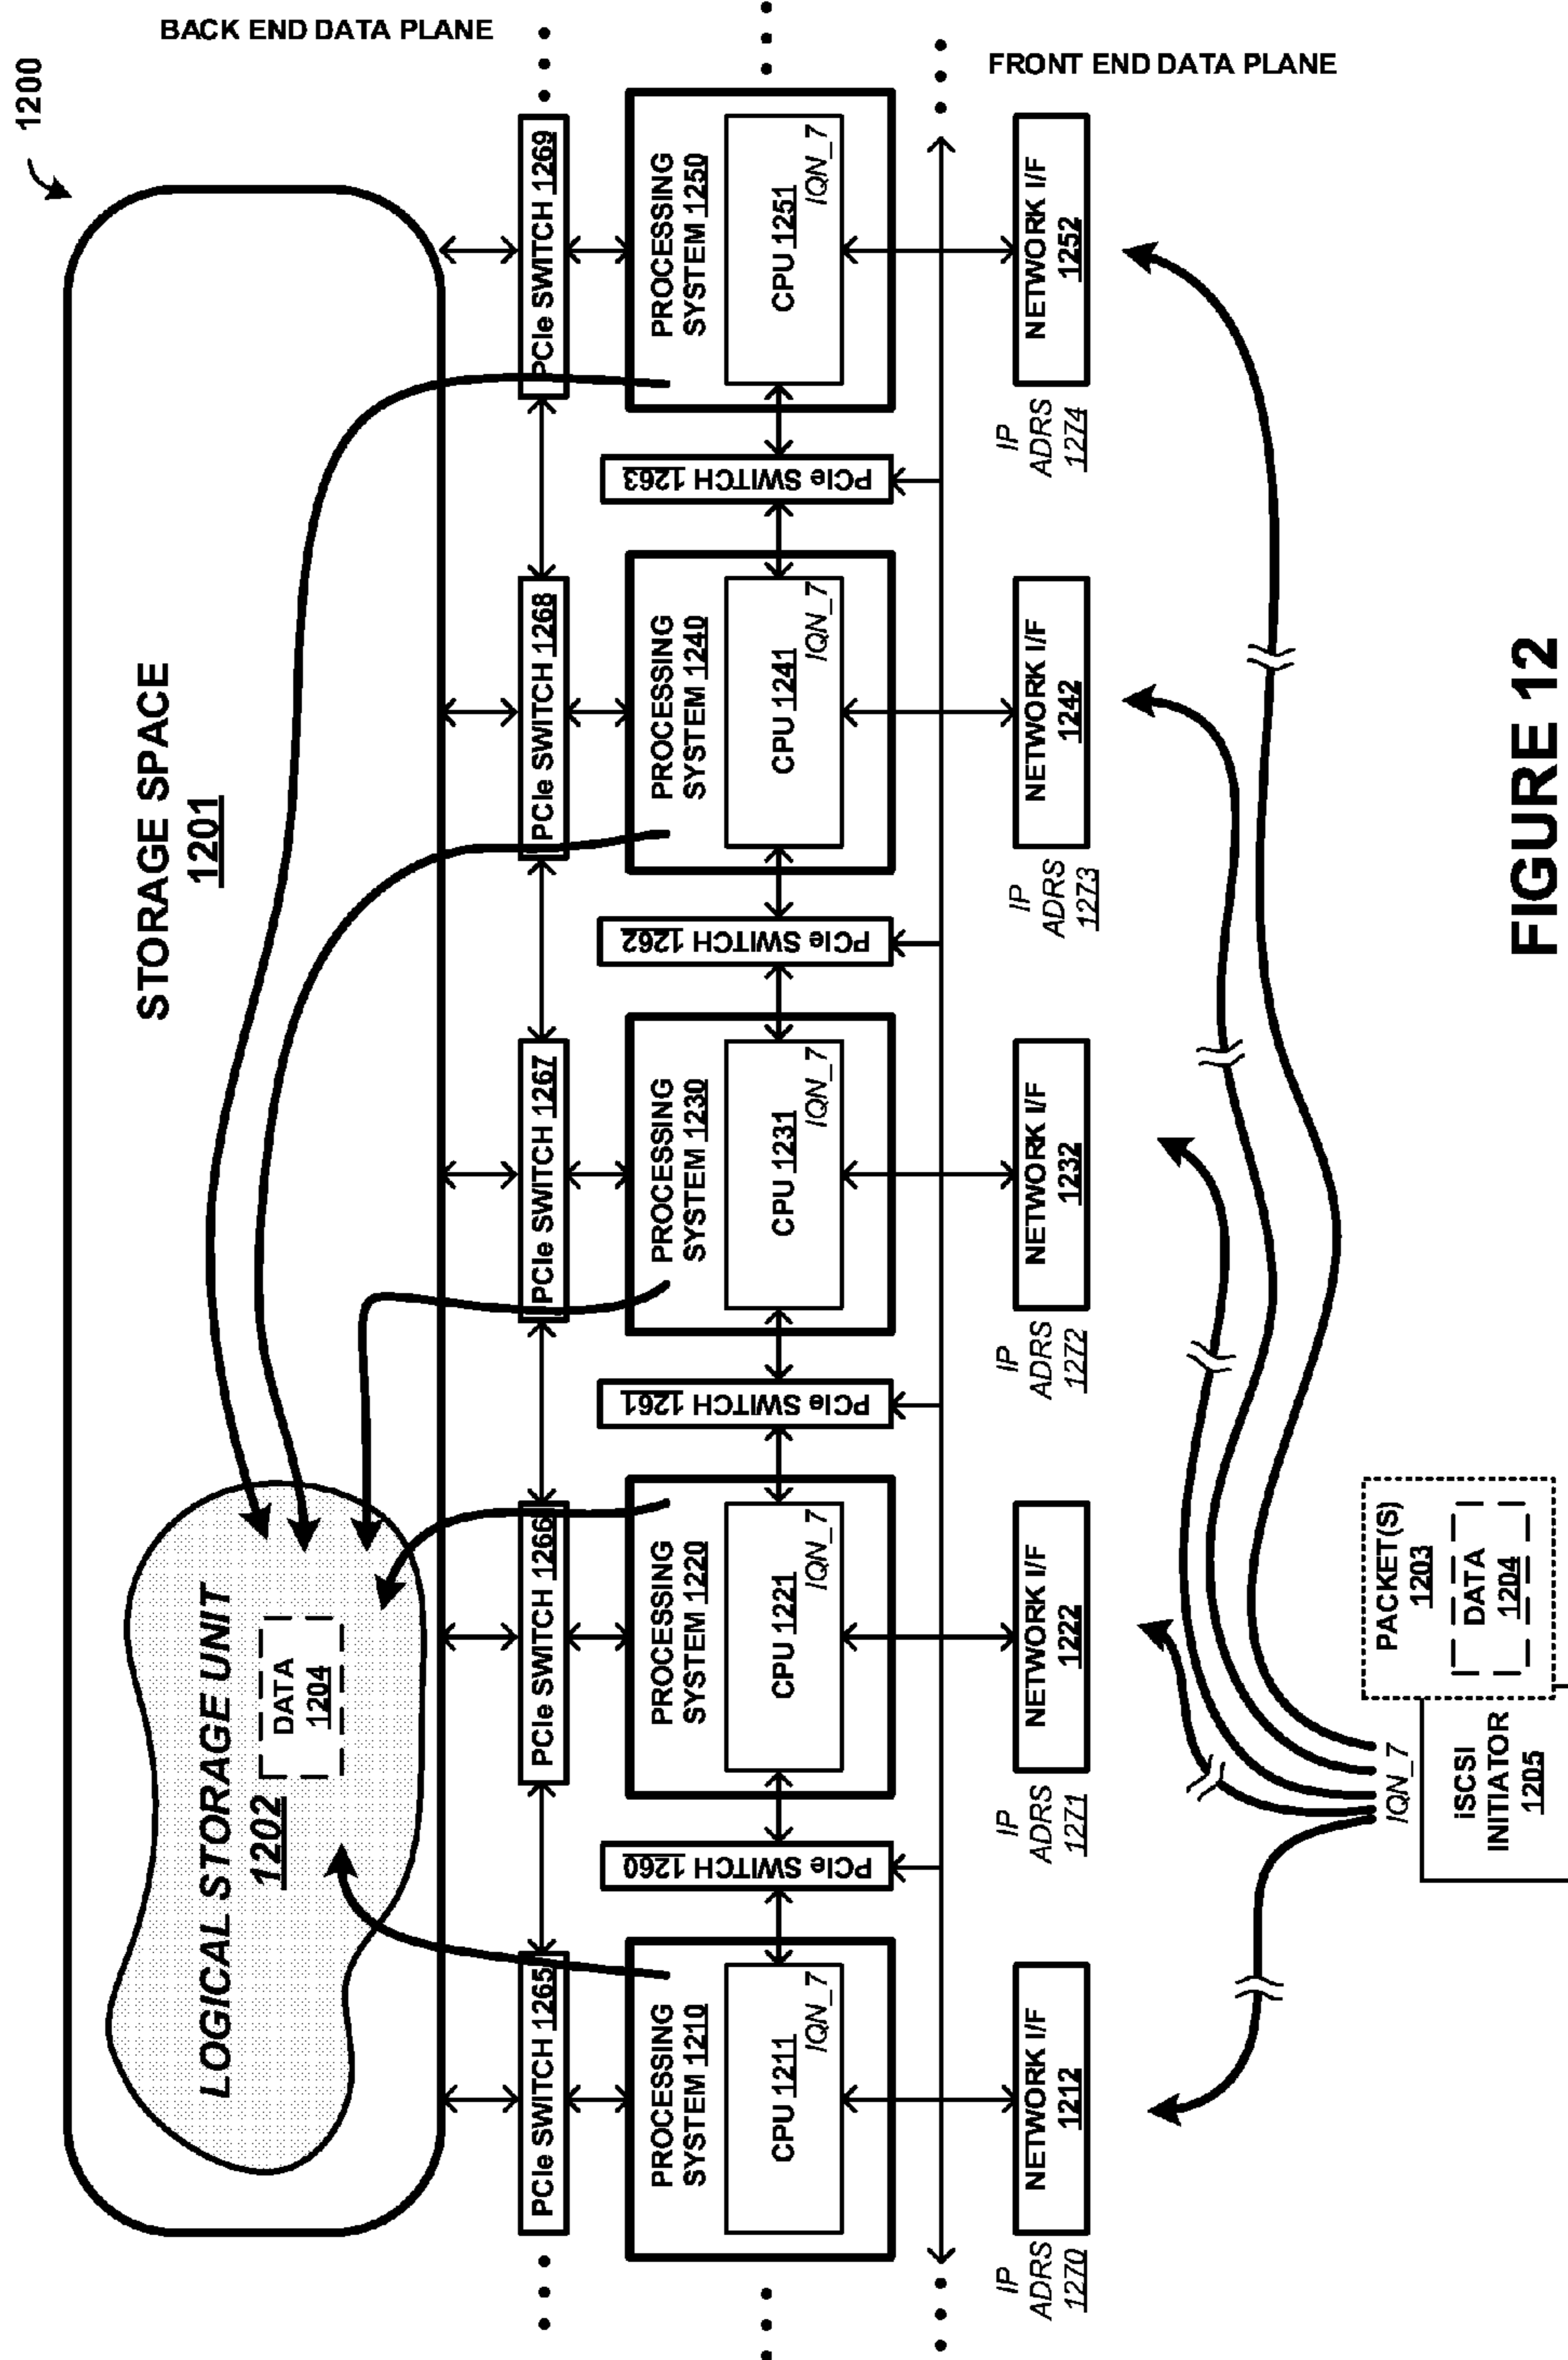 1200
STORAGE SPACE
1201
LOGICAL STORAGE UNIT
1202
DATA
1204
BACK END DATA PLANE
PCIe SWITCH 1265
PCIe SWITCH 1266
PCIe SWITCH 1267
PCIe SWITCH 1268
PCIe SWITCH 1269
PROCESSING
SYSTEM 1210
CPU 1211
IQN_7
PCIe SWITCH 1260
PROCESSING
SYSTEM 1220
CPU 1221
IQN_7
PCIe SWITCH 1261
PROCESSING
SYSTEM 1230
CPU 1231
IQN_7
PCIe SWITCH 1262
PROCESSING
SYSTEM 1240
CPU 1241
IQN_7
PCIe SWITCH 1263
PROCESSING
SYSTEM 1250
CPU 1251
IQN_7
FRONT END DATA PLANE
IP
ADRS
1270
NETWORK I/F
1212
IP
ADRS
1271
NETWORK I/F
1222
IP
ADRS
1272
NETWORK I/F
1232
IP
ADRS
1273
NETWORK I/F
1242
IP
ADRS
1274
NETWORK I/F
1252
IQN_7
iSCSI
INITIATOR
1205
PACKET(S)
1203
DATA
1204
FIGURE 12